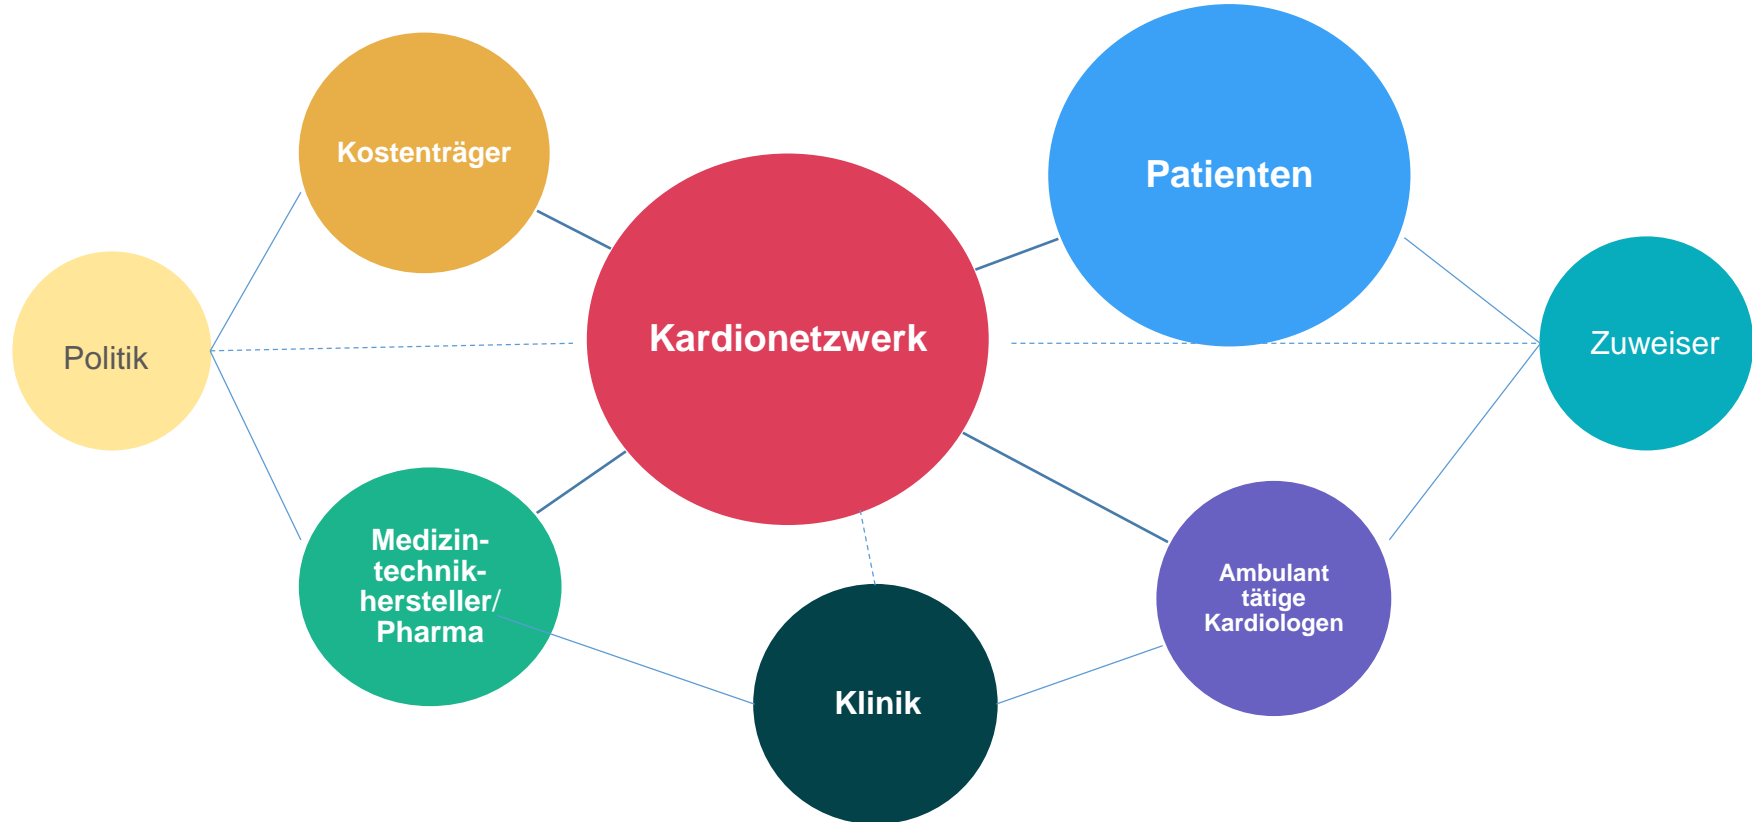 Kostenträger
Patienten
Kardionetzwerk
Politik
Zuweiser
Medizin-
technik-
hersteller/
Pharma
Ambulant
tätige
Kardiologen
Klinik